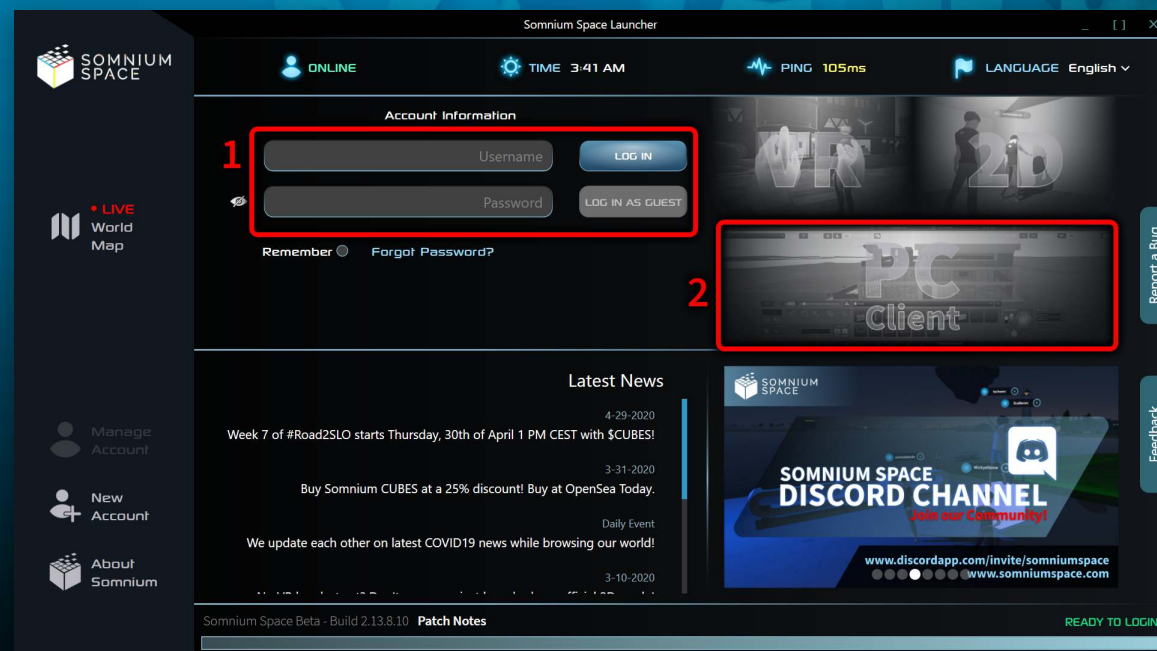 Somnium Space Launcher
_ [ ] X
SOMNIUM
SPACE
ONLINE
TIME 3:41 AM
PING 105ms
LANGUAGE English
Account Information
1
Username
LOG IN
Password
LOG IN AS GUEST
Remember
Forgot Password?
• LIVE
World
Map
VR
2D
2
PC
Client
Report a Bug
Feedback
Latest News
4-29-2020
Week 7 of #Road2SLO starts Thursday, 30th of April 1 PM CEST with $CUBES!
3-31-2020
Buy Somnium CUBES at a 25% discount! Buy at OpenSea Today.
Daily Event
We update each other on latest COVID19 news while browsing our world!
3-10-2020
Manage
Account
New
Account
About
Somnium
SOMNIUM
SPACE
SOMNIUM SPACE
DISCORD CHANNEL
Join our Community!
www.discordapp.com/invite/somniumspace
www.somniumspace.com
Somnium Space Beta - Build 2.13.8.10 Patch Notes
READY TO LOGIN